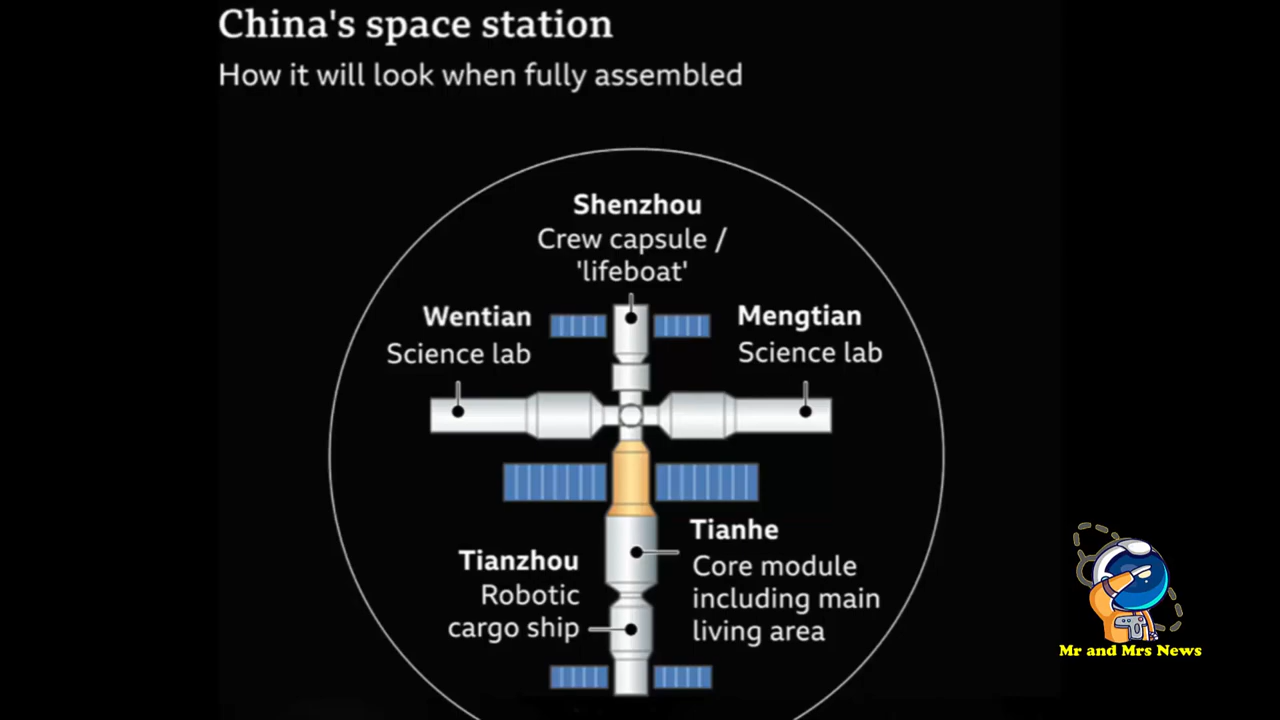 China's space station
How it will look when fully assembled
Shenzhou
Crew capsule /
'lifeboat'
Wentian
Science lab
Mengtian
Science lab
Tianhe
Core module
including main
living area
Tianzhou
Robotic
cargo ship
Mr and Mrs News